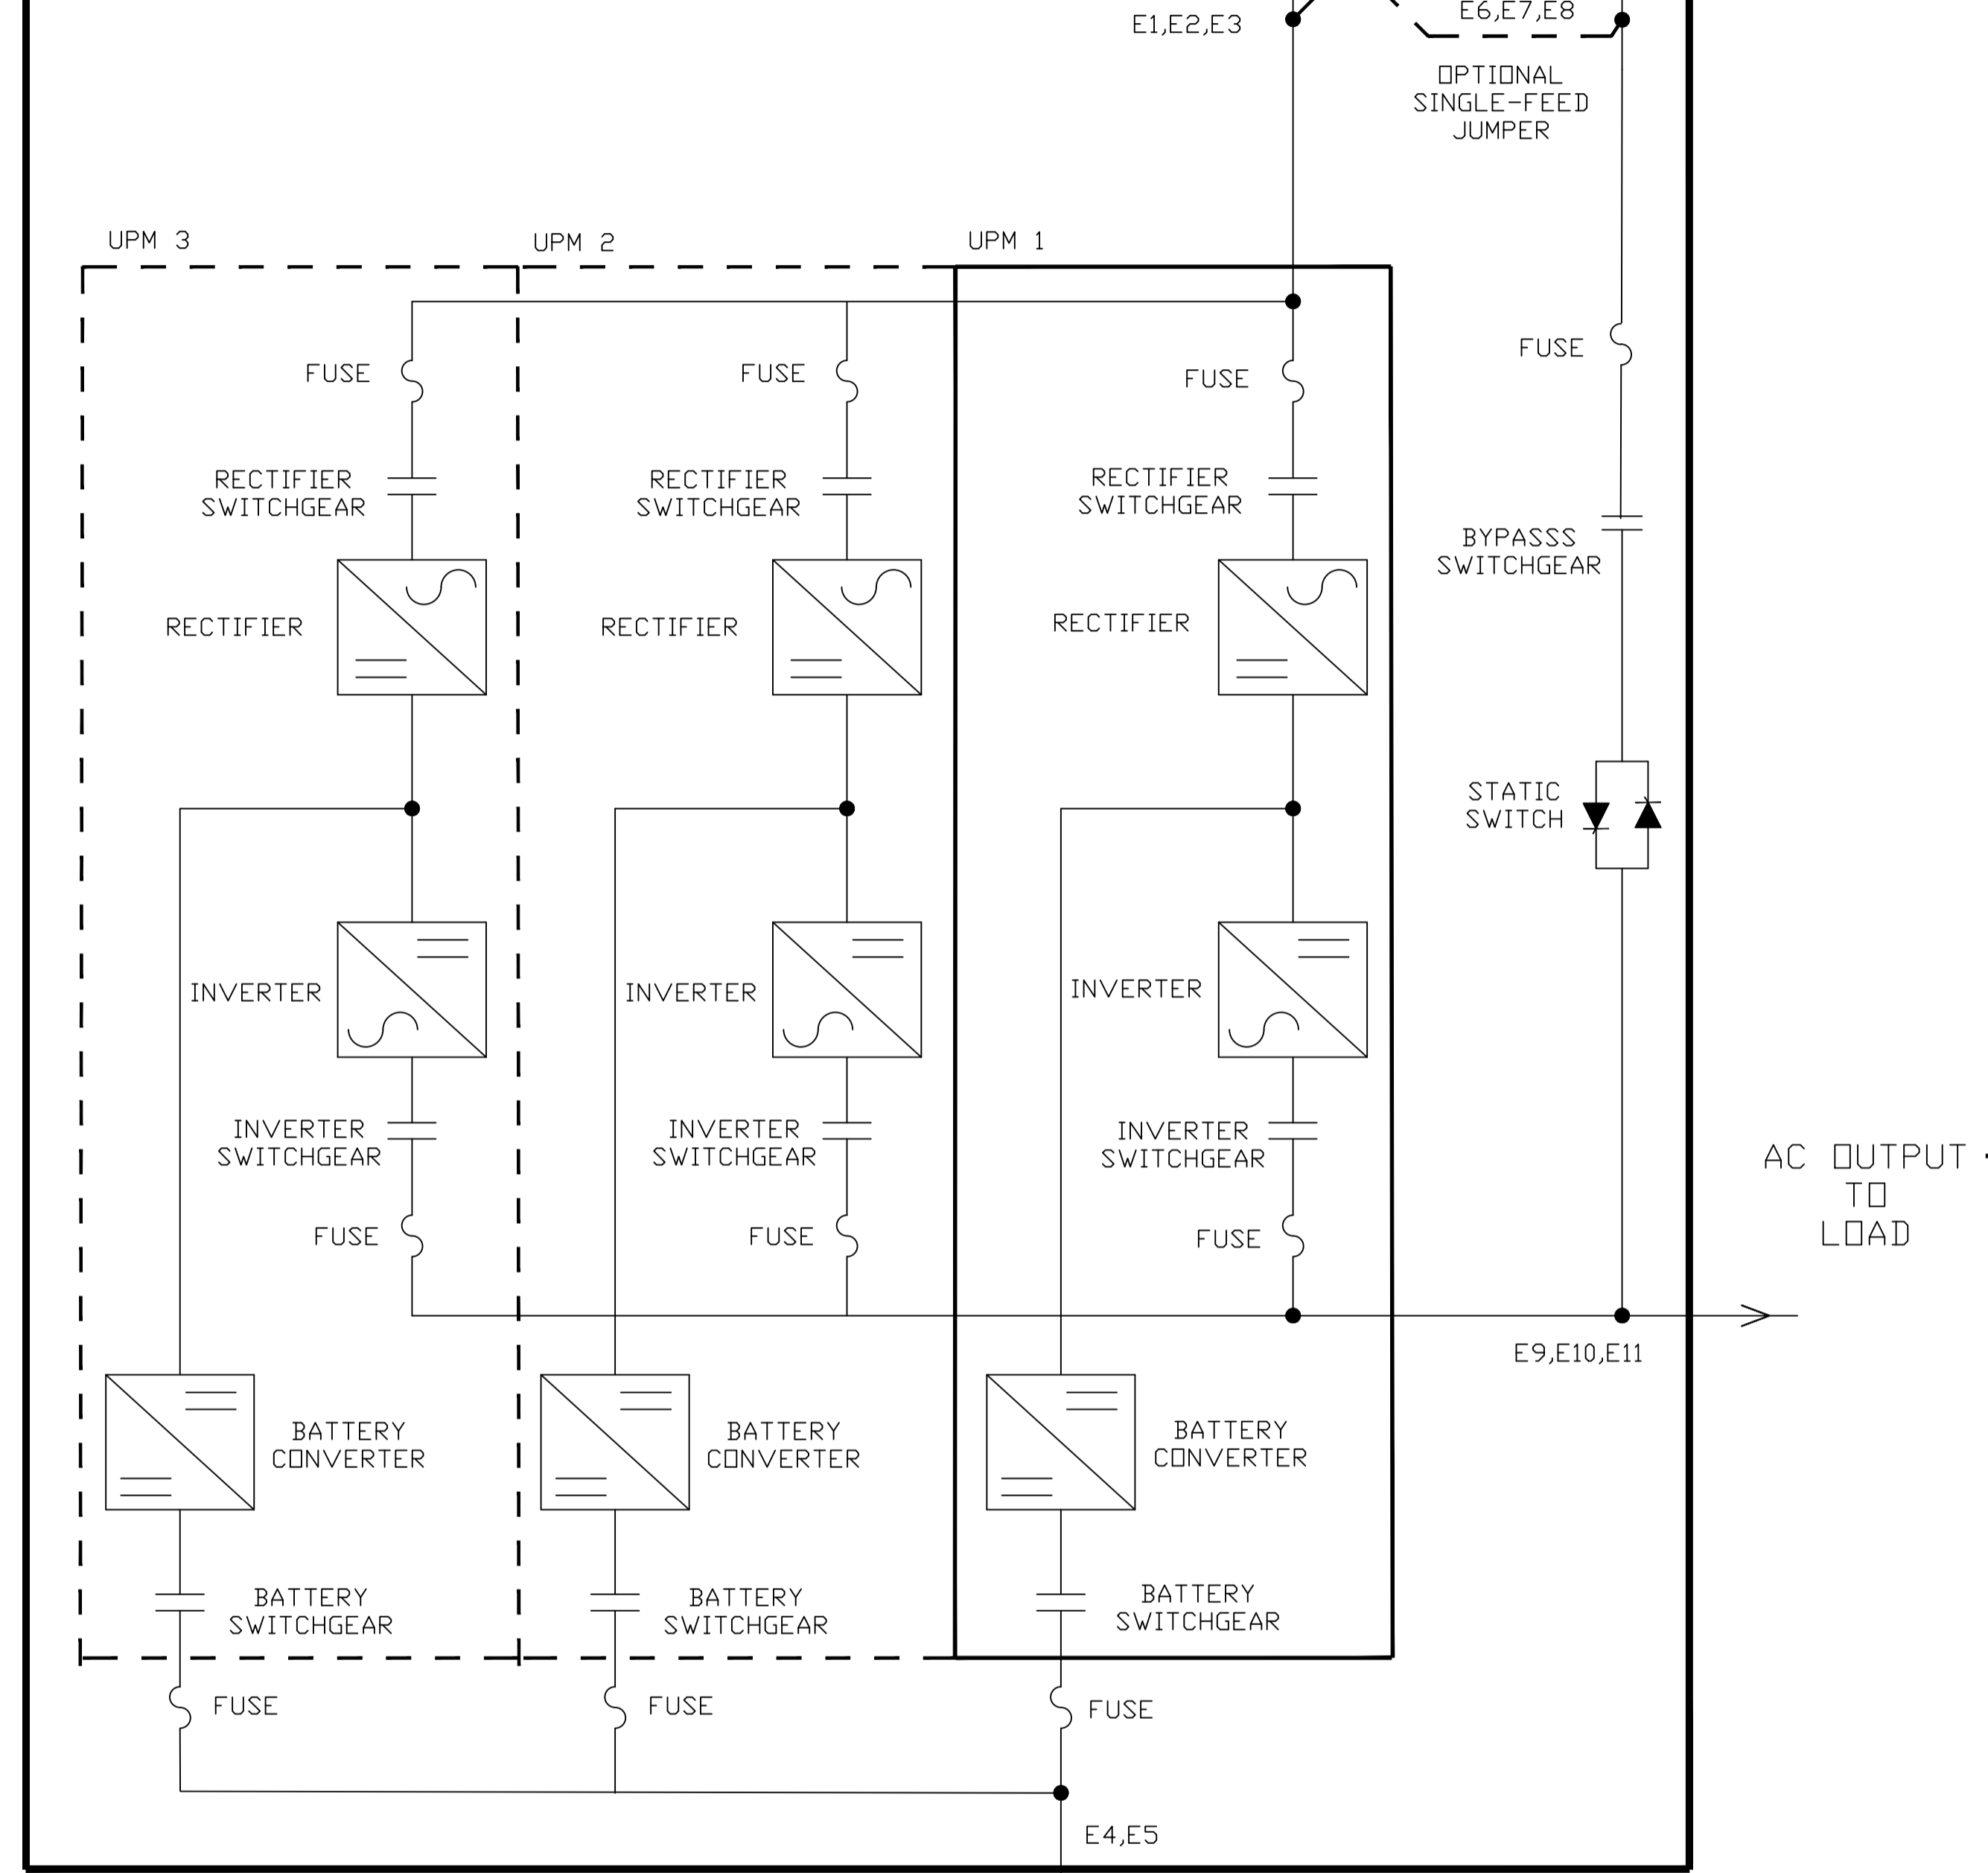 E1,E2,E3
E6,E7,E8
OPTIONAL
SINGLE-FEED
JUMPER
UPM 3
UPM 2
UPM 1
FUSE
FUSE
FUSE
FUSE
RECTIFIER
SWITCHGEAR
RECTIFIER
SWITCHGEAR
RECTIFIER
SWITCHGEAR
BYPASSS
SWITCHGEAR
RECTIFIER
RECTIFIER
RECTIFIER
STATIC
SWITCH
INVERTER
INVERTER
INVERTER
INVERTER
SWITCHGEAR
INVERTER
SWITCHGEAR
INVERTER
SWITCHGEAR
AC OUTPUT
TO
LOAD
FUSE
FUSE
FUSE
E9,E10,E11
BATTERY
CONVERTER
BATTERY
CONVERTER
BATTERY
CONVERTER
BATTERY
SWITCHGEAR
BATTERY
SWITCHGEAR
BATTERY
SWITCHGEAR
FUSE
FUSE
FUSE
E4,E5